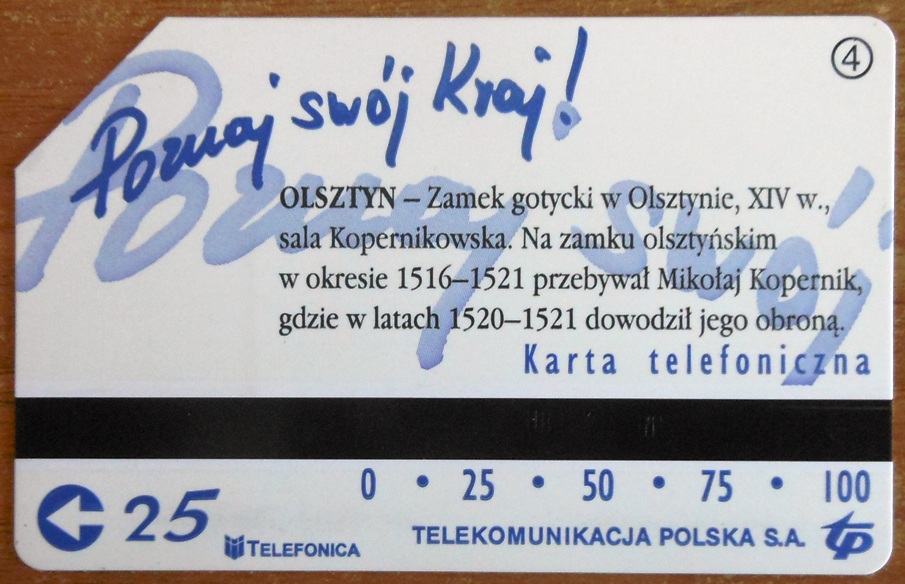 Poznaj swój Kraj!
4
Poznaj swój
OLSZTYN – Zamek gotycki w Olsztynie, XIV w.,
sala Kopernikowska. Na zamku olsztyńskim
w okresie 1516–1521 przebywał Mikołaj Kopernik,
gdzie w latach 1520–1521 dowodził jego obroną.
Karta telefoniczna
0 • 25 • 50 • 75 • 100
25
TELEFONICA
TELEKOMUNIKACJA POLSKA S.A. tp